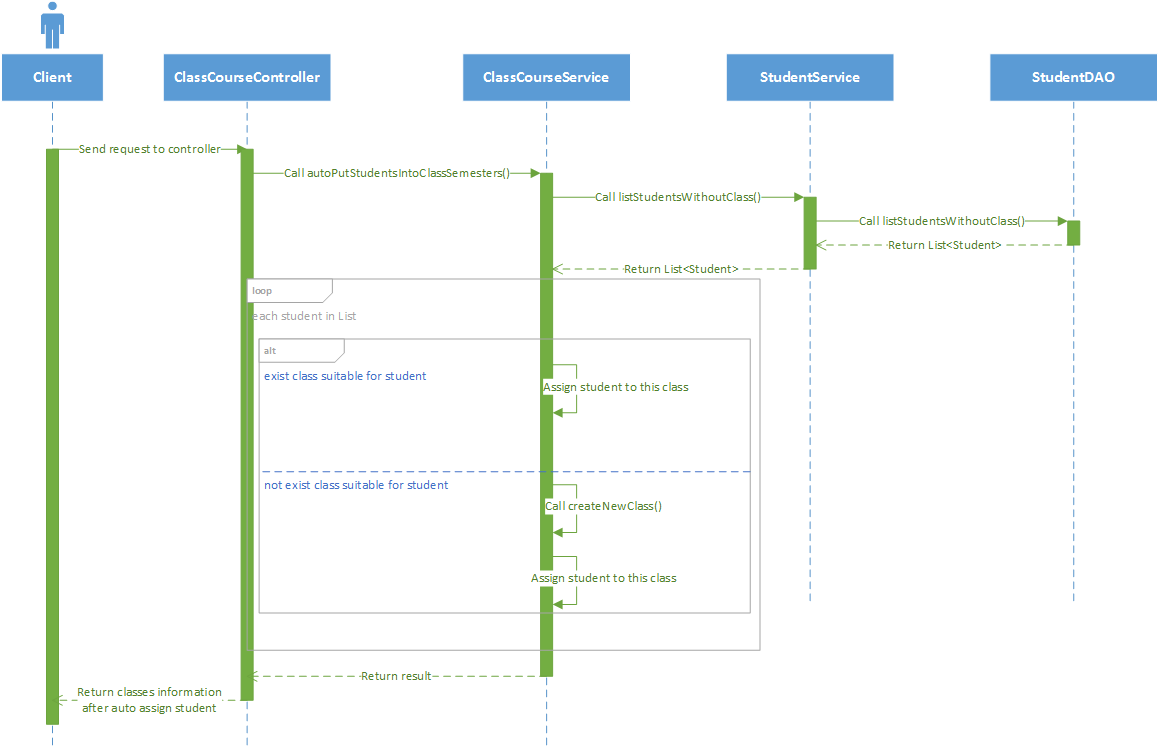 Client
ClassCourseController
ClassCourseService
StudentService
StudentDAO
Send request to controller
Call autoPutStudentsIntoClassSemesters()
Call listStudentsWithoutClass()
Call listStudentsWithoutClass()
Return List<Student>
Return List<Student>
loop
each student in List
alt
exist class suitable for student
Assign student to this class
not exist class suitable for student
Call createNewClass()
Assign student to this class
Return result
Return classes information
after auto assign student